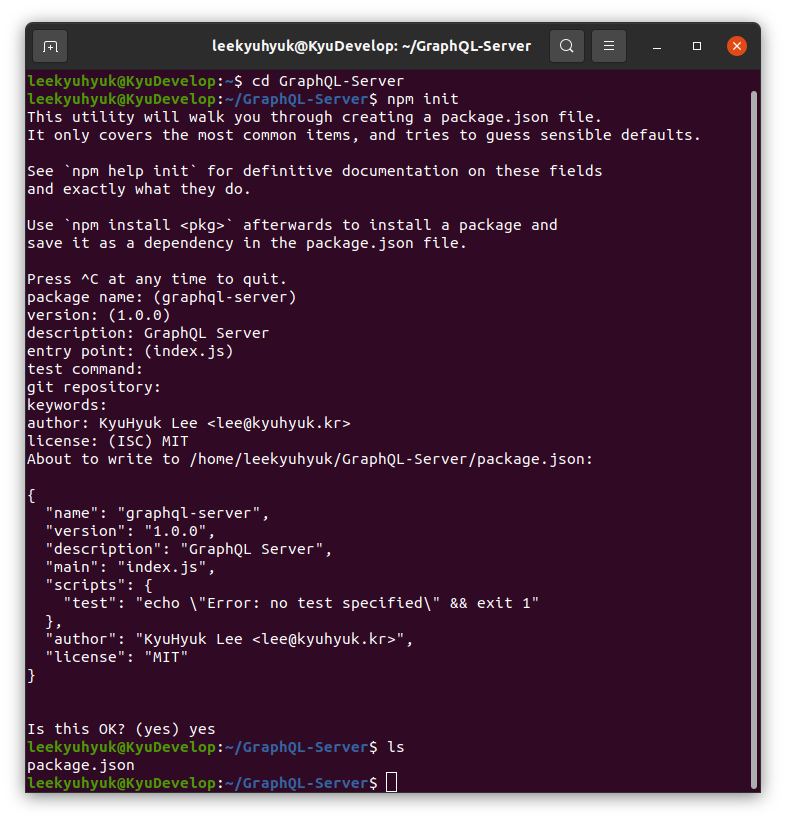 leekyuhyuk@KyuDevelop: ~/GraphQL-Server
leekyuhyuk@KyuDevelop:~$ cd GraphQL-Server
leekyuhyuk@KyuDevelop:~/GraphQL-Server$ npm init
This utility will walk you through creating a package.json file.
It only covers the most common items, and tries to guess sensible defaults.

See `npm help init` for definitive documentation on these fields
and exactly what they do.

Use `npm install <pkg>` afterwards to install a package and
save it as a dependency in the package.json file.

Press ^C at any time to quit.
package name: (graphql-server)
version: (1.0.0)
description: GraphQL Server
entry point: (index.js)
test command:
git repository:
keywords:
author: KyuHyuk Lee <lee@kyuhyuk.kr>
license: (ISC) MIT
About to write to /home/leekyuhyuk/GraphQL-Server/package.json:

{
  "name": "graphql-server",
  "version": "1.0.0",
  "description": "GraphQL Server",
  "main": "index.js",
  "scripts": {
    "test": "echo \"Error: no test specified\" && exit 1"
  },
  "author": "KyuHyuk Lee <lee@kyuhyuk.kr>",
  "license": "MIT"
}

Is this OK? (yes) yes
leekyuhyuk@KyuDevelop:~/GraphQL-Server$ ls
package.json
leekyuhyuk@KyuDevelop:~/GraphQL-Server$